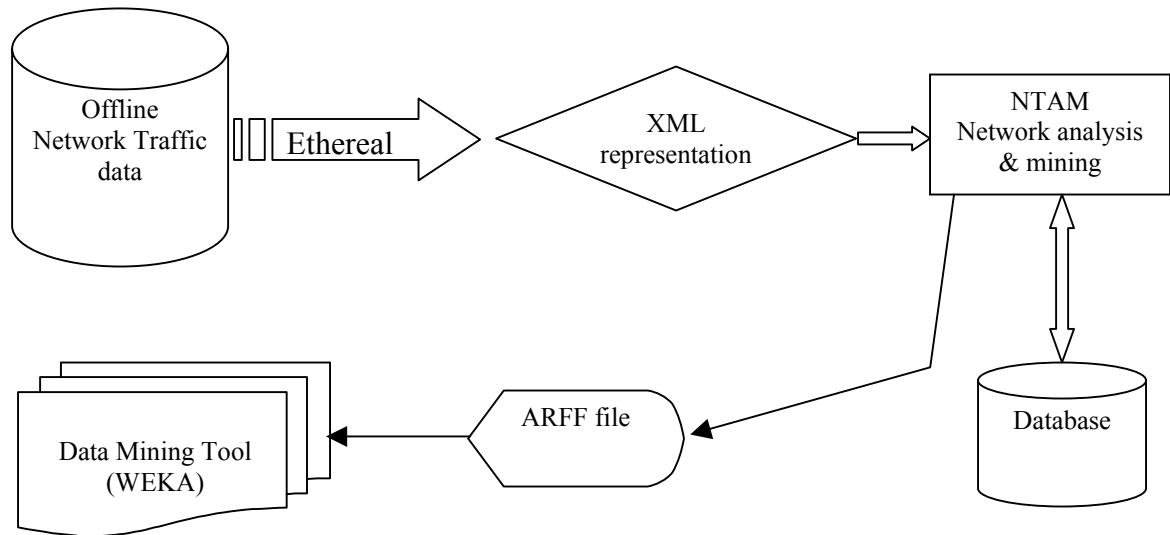 Offline
Network Traffic
data
Ethereal
XML
representation
NTAM
Network analysis
& mining
Data Mining Tool
(WEKA)
ARFF file
Database